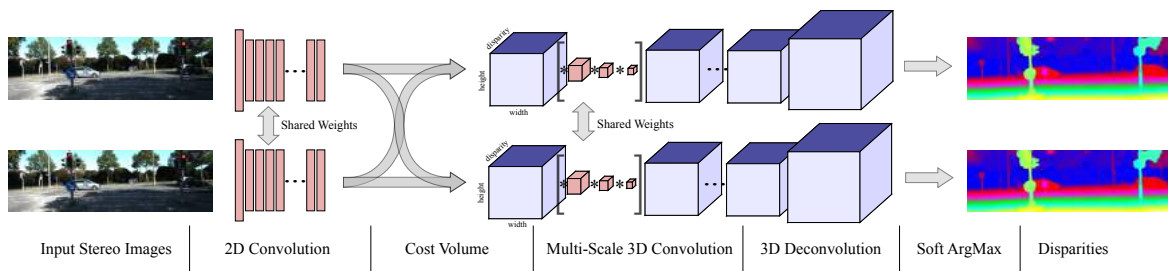 disparity
height
width
* * *
Shared Weights
Shared Weights
disparity
height
width
* * *
Input Stereo Images
2D Convolution
Cost Volume
Multi-Scale 3D Convolution
3D Deconvolution
Soft ArgMax
Disparities